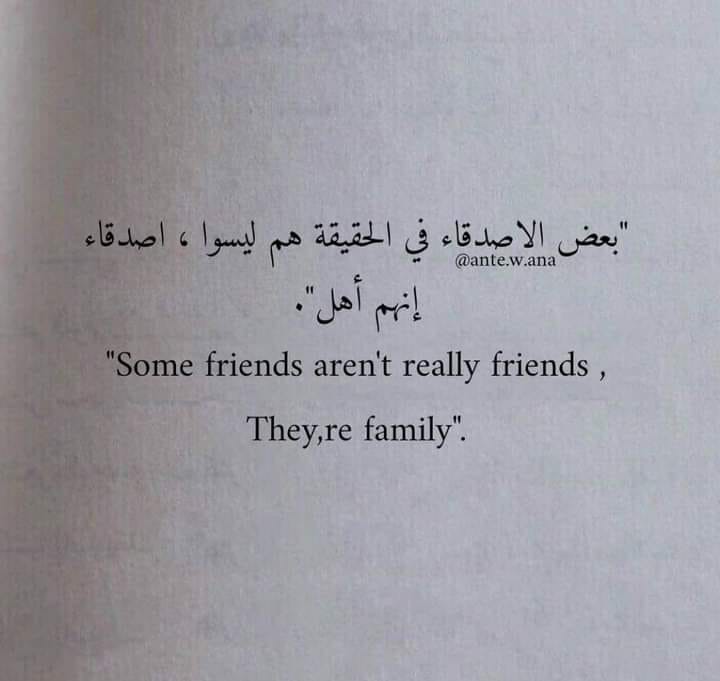 "بعض الاصدقاء في الحقيقة هم ليسوا ، اصدقاء
@ante.w.ana
إنهم أهل".
"Some friends aren't really friends ,
They,re family".